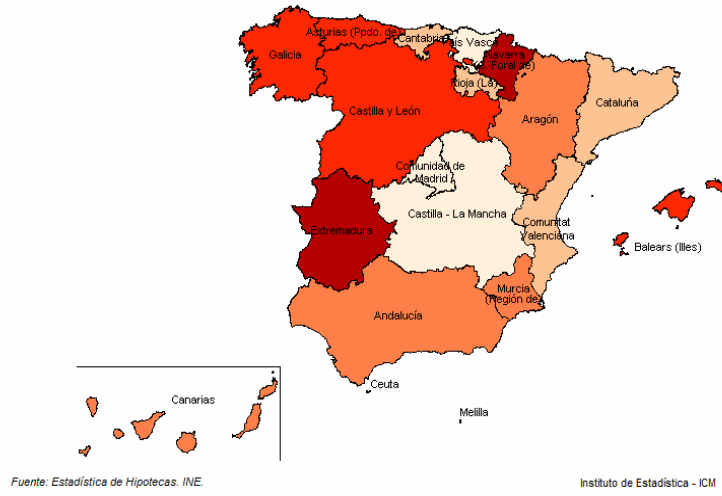 Asturias (Ppdo. de
Cantabria
País Vasco
Galicia
Navarra
Foral de)
Rioja (La)
Cataluña
Castilla y León
Aragón
Comunidad de
Madrid
Castilla - La Mancha
Comunitat
Valenciana
Extremadura
Balears (Illes)
Murcia
(Región de
Andalucía
Ceuta
Canarias
Melilla
Fuente: Estadística de Hipotecas. INE.
Instituto de Estadística - ICM